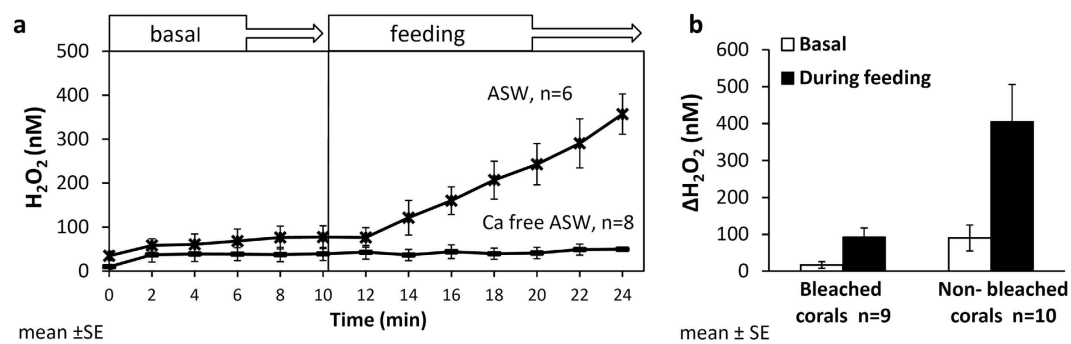 a
basal
feeding
500
400
300
200
100
0
H₂O₂ (nM)
ASW, n=6
Ca free ASW, n=8
0 2 4 6 8 10 12 14 16 18 20 22 24
Time (min)
mean ±SE
b
Basal
During feeding
600
500
400
300
200
100
0
ΔH₂O₂ (nM)
Bleached
corals n=9
Non- bleached
corals n=10
mean ± SE